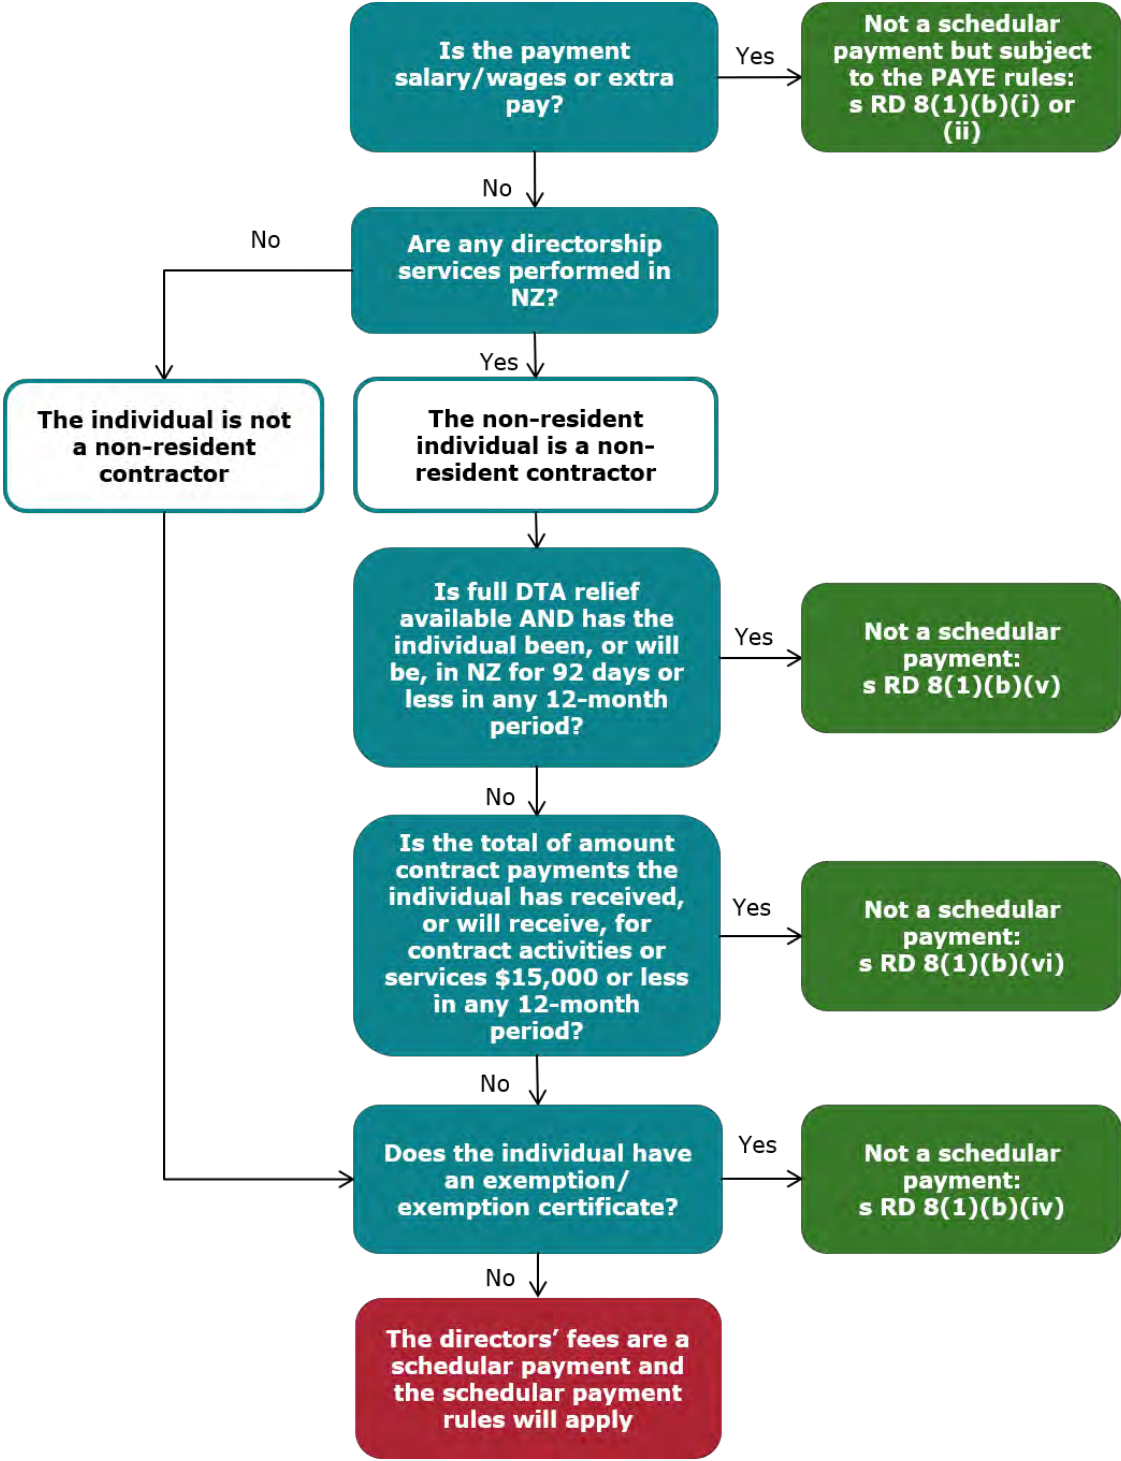 Is the payment
salary/wages or extra
pay?
Yes
Not a schedular
payment but subject
to the PAYE rules:
s RD 8(1)(b)(i) or
(ii)
No
Are any directorship
services performed in
NZ?
No
Yes
The individual is not
a non-resident
contractor
The non-resident
individual is a non-
resident contractor
Is full DTA relief
available AND has the
individual been, or will
be, in NZ for 92 days or
less in any 12-month
period?
Yes
Not a schedular
payment:
s RD 8(1)(b)(v)
No
Is the total of amount
contract payments the
individual has received,
or will receive, for
contract activities or
services $15,000 or less
in any 12-month
period?
Yes
Not a schedular
payment:
s RD 8(1)(b)(vi)
No
Does the individual have
an exemption/
exemption certificate?
Yes
Not a schedular
payment:
s RD 8(1)(b)(iv)
No
The directors’ fees are a
schedular payment and
the schedular payment
rules will apply